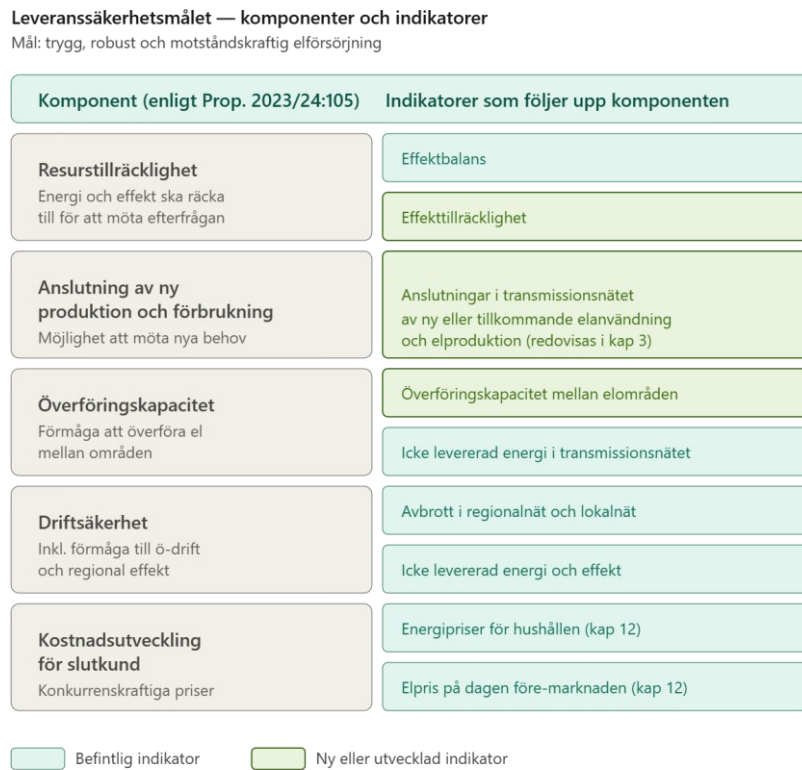 Leveranssäkerhetsmålet — komponenter och indikatorer
Mål: trygg, robust och motståndskraftig elförsörjning
Komponent (enligt Prop. 2023/24:105)
Indikatorer som följer upp komponenten
Resurstillräcklighet
Energi och effekt ska räcka
till för att möta efterfrågan
Effektbalans
Effekttillräcklighet
Anslutning av ny
produktion och förbrukning
Möjlighet att möta nya behov
Anslutningar i transmissionsnätet
av ny eller tillkommande elanvändning
och elproduktion (redovisas i kap 3)
Överföringskapacitet
Förmåga att överföra el
mellan områden
Överföringskapacitet mellan elområden
Icke levererad energi i transmissionsnätet
Driftsäkerhet
Inkl. förmåga till ö-drift
och regional effekt
Avbrott i regionalnät och lokalnät
Icke levererad energi och effekt
Kostnadsutveckling
för slutkund
Konkurrenskraftiga priser
Energipriser för hushållen (kap 12)
Elpris på dagen före-marknaden (kap 12)
Befintlig indikator
Ny eller utvecklad indikator